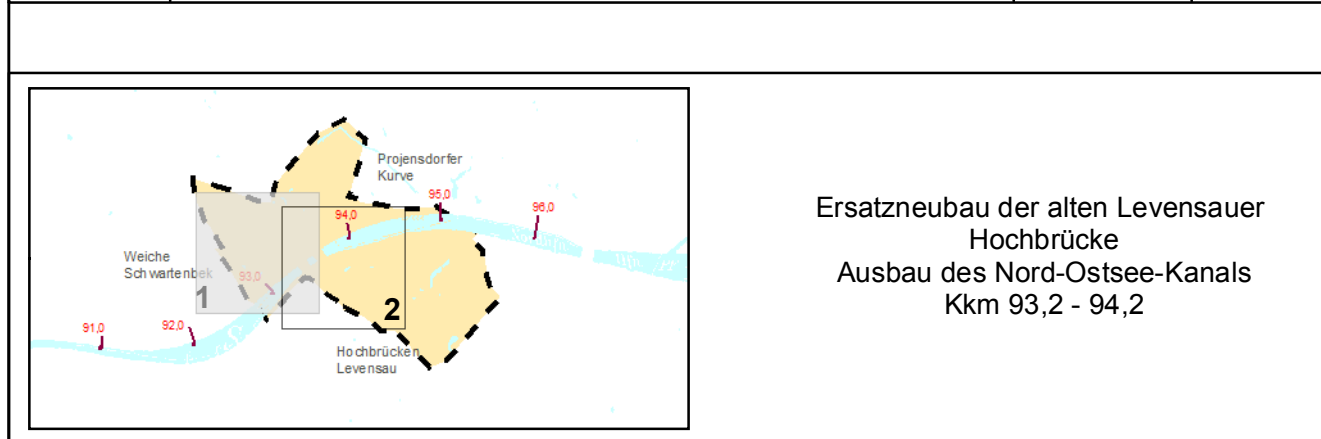 Projensdorfer
Kurve
95,0
96,0
94,0
Weiche
Schwartenbek
93,0
1
2
91,0
92,0
Hochbrücken
Levensau
Ersatzneubau der alten Levensauer
Hochbrücke
Ausbau des Nord-Ostsee-Kanals
Kkm 93,2 - 94,2